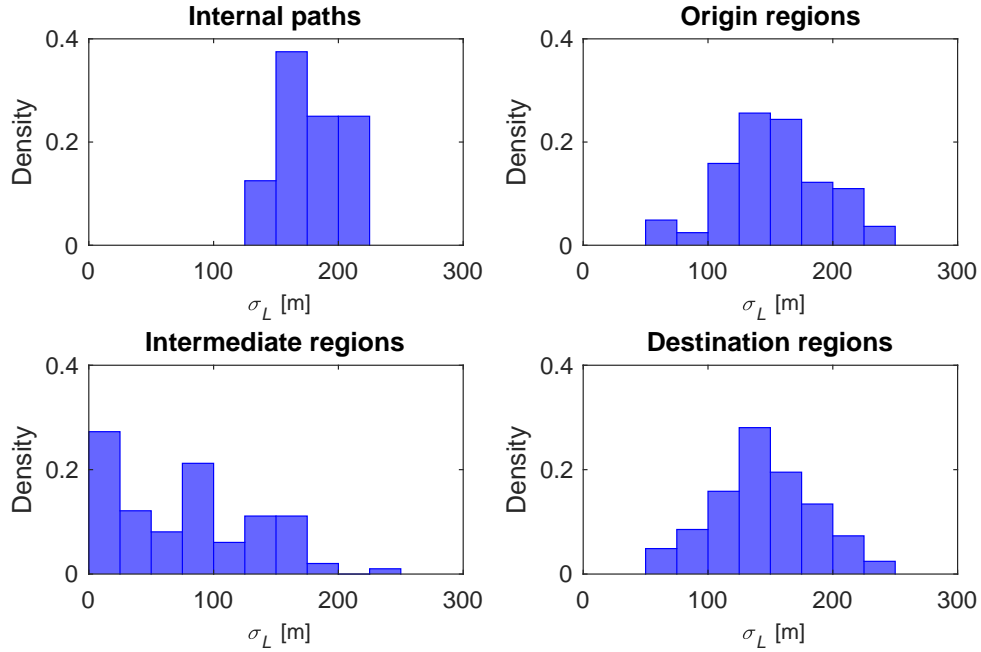 Internal paths
0.4
0.2
0
Density
0 100 200 300
σ_L [m]
Origin regions
0.4
0.2
0
Density
0 100 200 300
σ_L [m]
Intermediate regions
0.4
0.2
0
Density
0 100 200 300
σ_L [m]
Destination regions
0.4
0.2
0
Density
0 100 200 300
σ_L [m]